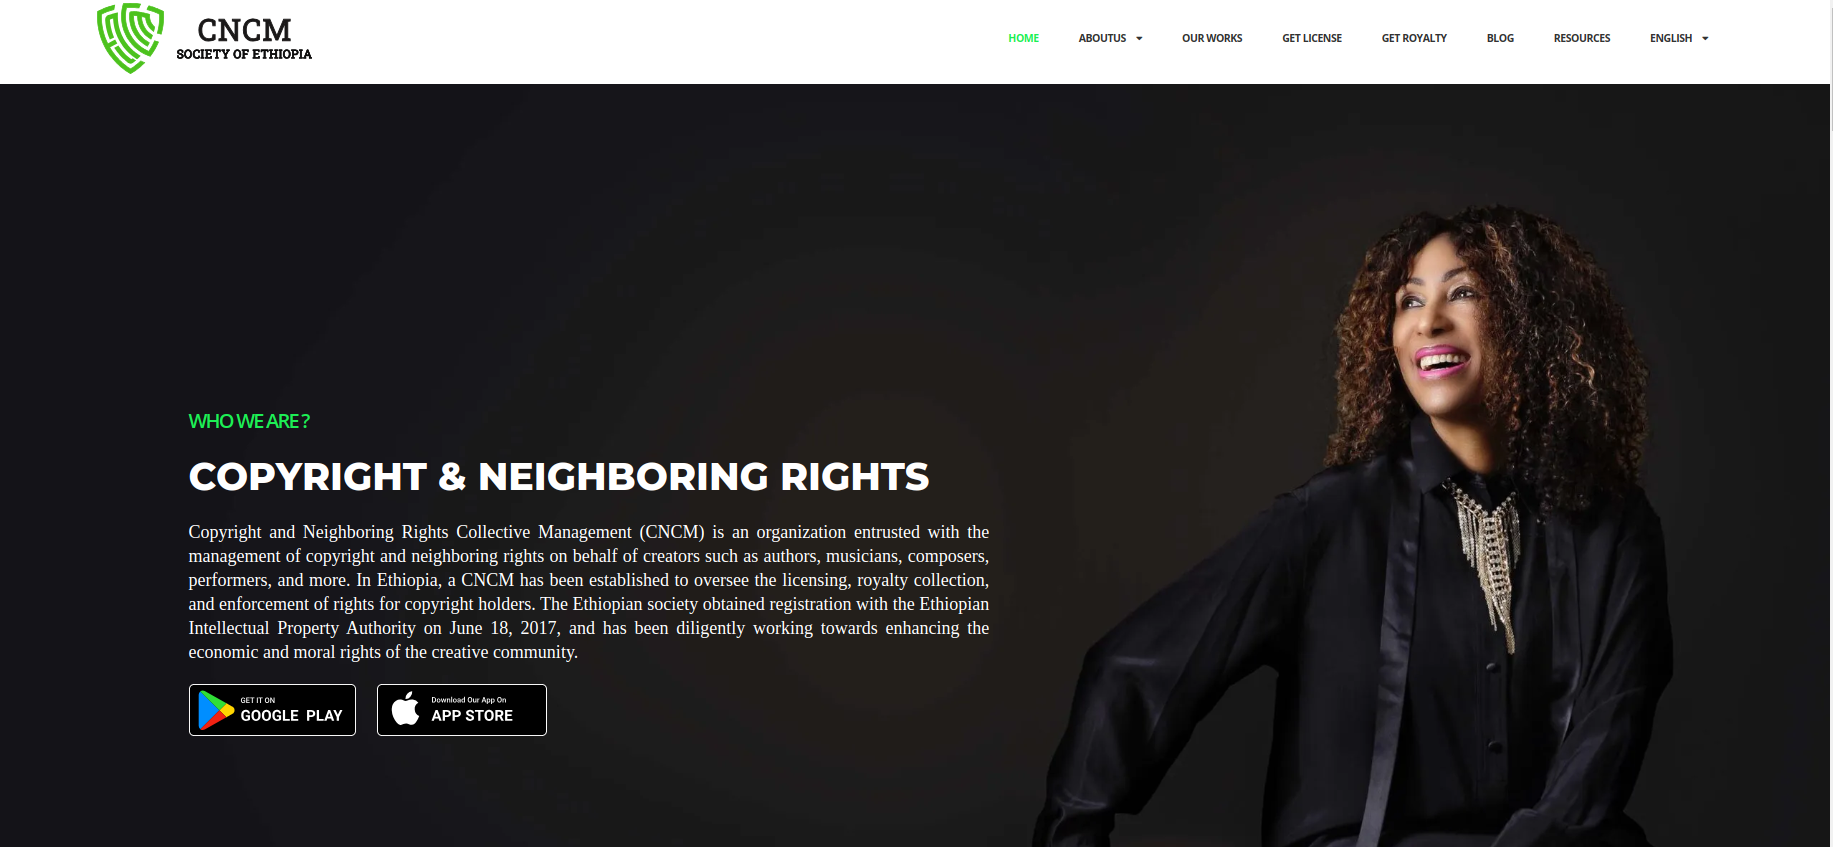 CNCM
SOCIETY OF ETHIOPIA
HOME
ABOUTUS
OUR WORKS
GET LICENSE
GET ROYALTY
BLOG
RESOURCES
ENGLISH
WHO WE ARE ?
COPYRIGHT & NEIGHBORING RIGHTS
Copyright and Neighboring Rights Collective Management (CNCM) is an organization entrusted with the
management of copyright and neighboring rights on behalf of creators such as authors, musicians, composers,
performers, and more. In Ethiopia, a CNCM has been established to oversee the licensing, royalty collection,
and enforcement of rights for copyright holders. The Ethiopian society obtained registration with the Ethiopian
Intellectual Property Authority on June 18, 2017, and has been diligently working towards enhancing the
economic and moral rights of the creative community.
GET IT ON
GOOGLE PLAY
Download Our App On
APP STORE